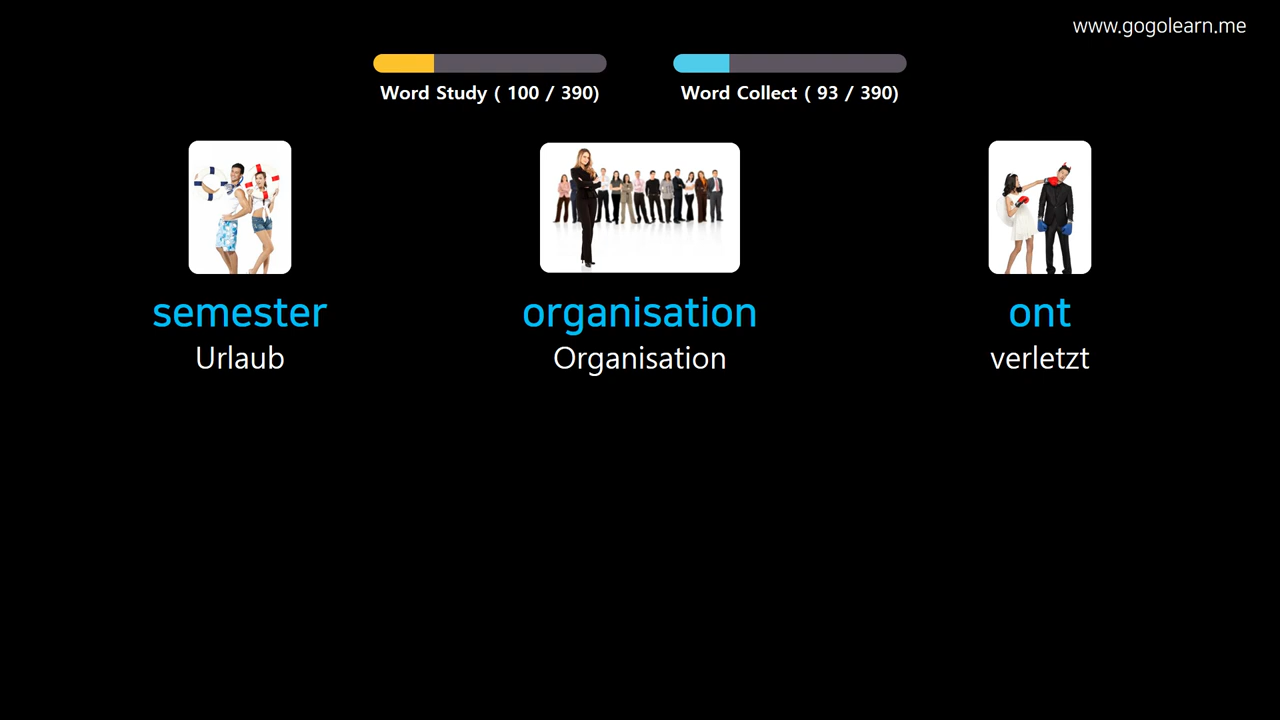 www.gogolearn.me
Word Study ( 100 / 390)
Word Collect ( 93 / 390)
semester
organisation
ont
Urlaub
Organisation
verletzt